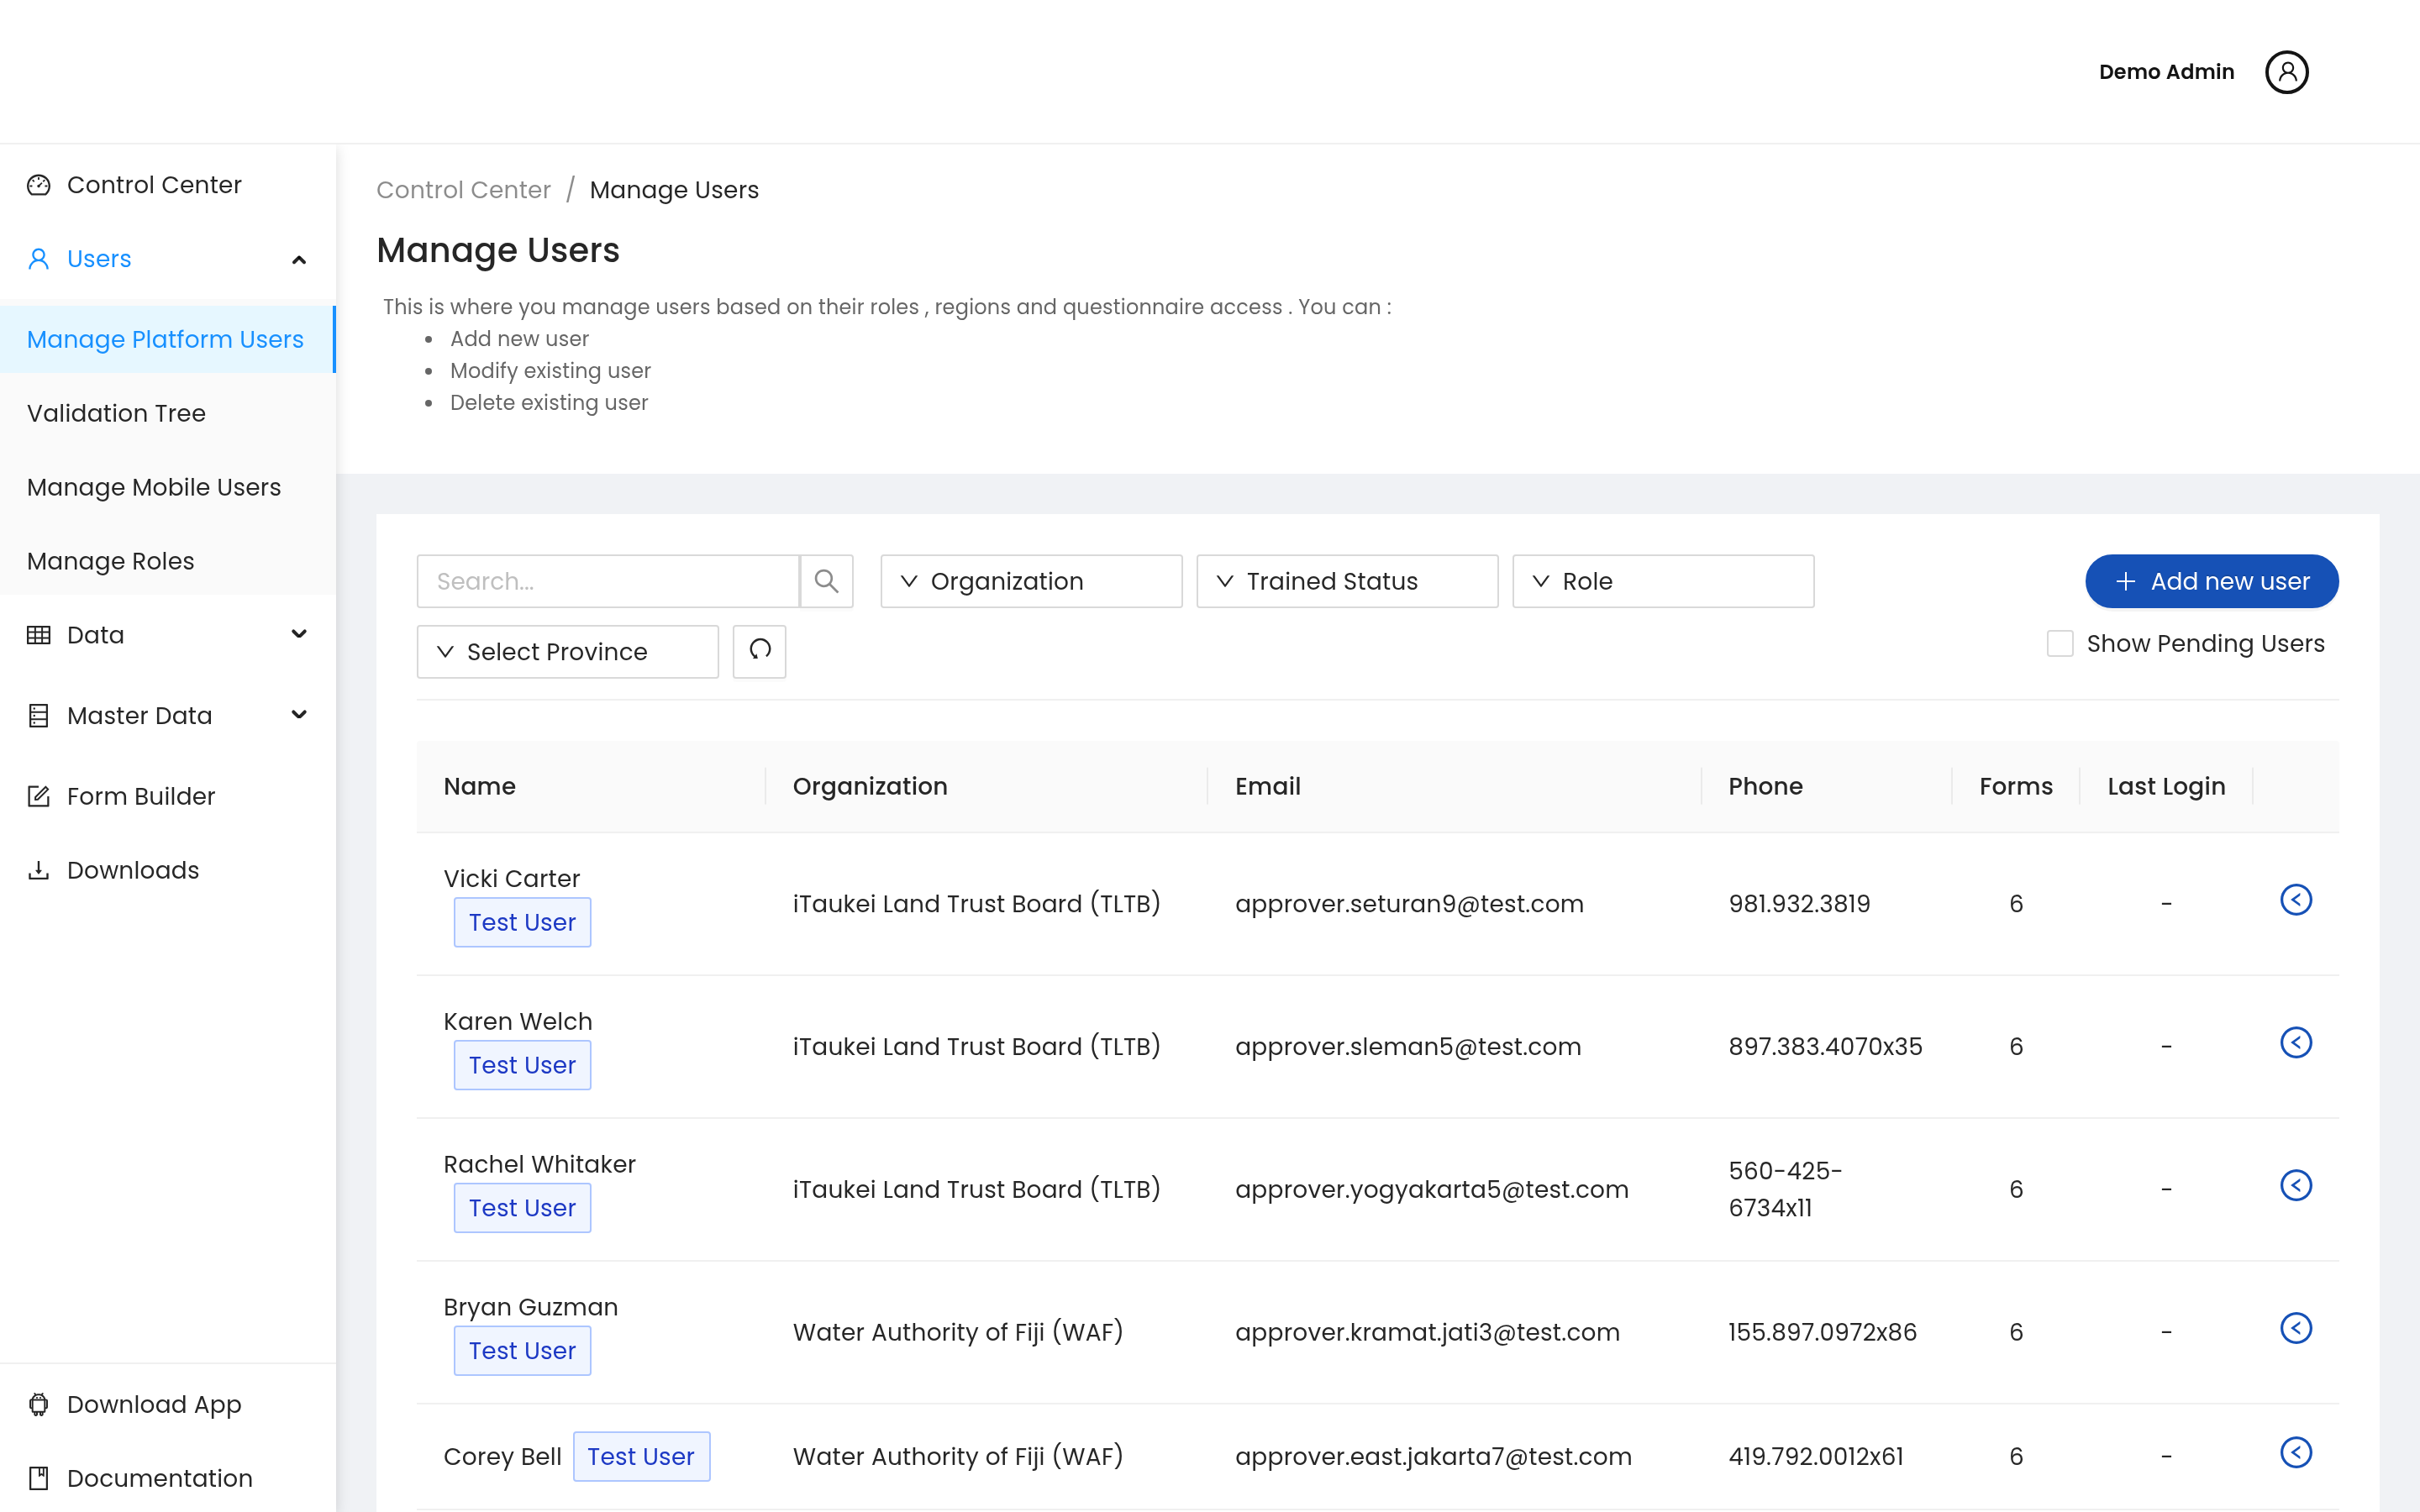 Demo Admin
Control Center
Users
Manage Platform Users
Validation Tree
Manage Mobile Users
Manage Roles
Data
Master Data
Form Builder
Downloads
Download App
Documentation
Control Center / Manage Users
Manage Users
This is where you manage users based on their roles , regions and questionnaire access . You can :
• Add new user
• Modify existing user
• Delete existing user
Search...
Organization
Trained Status
Role
Add new user
Select Province
Show Pending Users
Name Organization Email Phone Forms Last Login
Vicki Carter
Test User
iTaukei Land Trust Board (TLTB) approver.seturan9@test.com 981.932.3819 6 -
Karen Welch
Test User
iTaukei Land Trust Board (TLTB) approver.sleman5@test.com 897.383.4070x35 6 -
Rachel Whitaker
Test User
iTaukei Land Trust Board (TLTB) approver.yogyakarta5@test.com 560-425-
6734x11 6 -
Bryan Guzman
Test User
Water Authority of Fiji (WAF) approver.kramat.jati3@test.com 155.897.0972x86 6 -
Corey Bell Test User Water Authority of Fiji (WAF) approver.east.jakarta7@test.com 419.792.0012x61 6 -